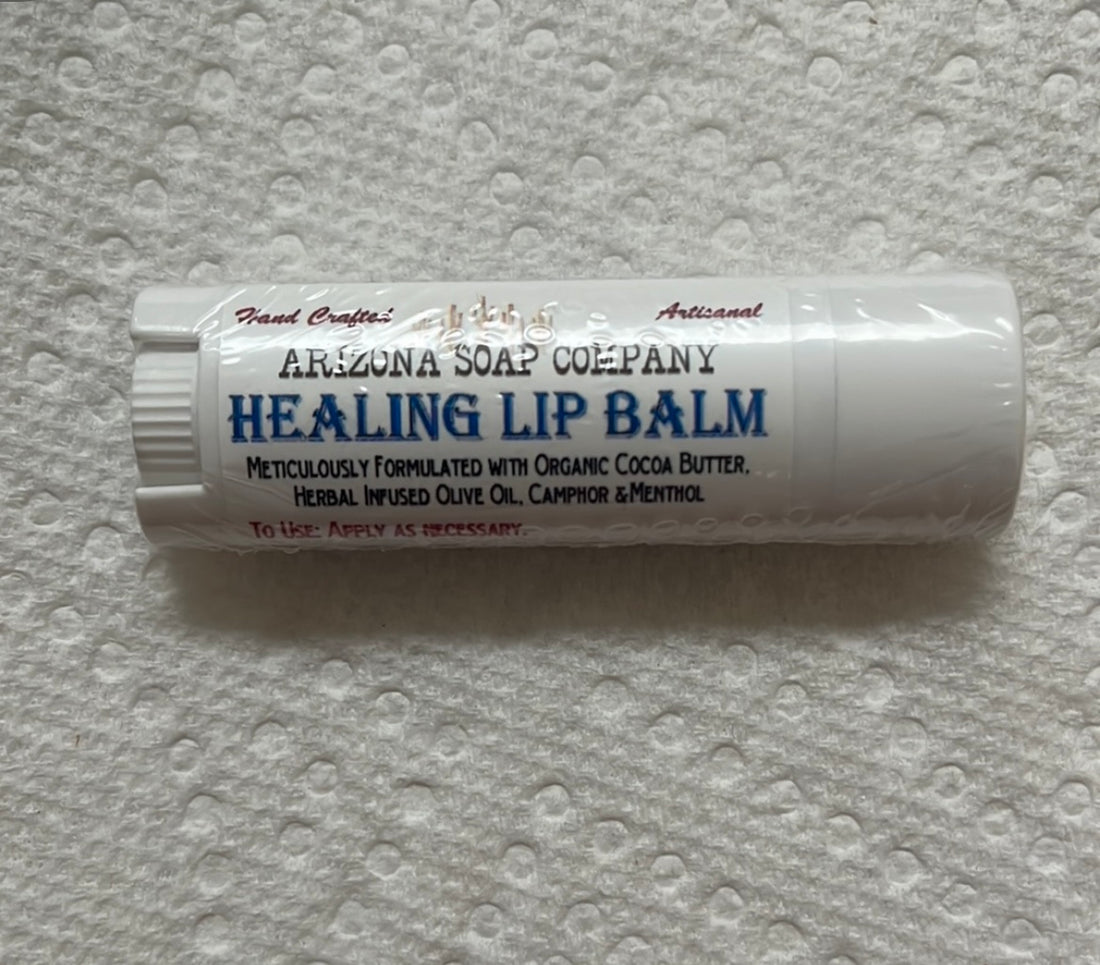 Hand Crafted Artisanal
ARIZONA SOAP COMPANY
HEALING LIP BALM
METICULOUSLY FORMULATED WITH ORGANIC COCOA BUTTER,
HERBAL INFUSED OLIVE OIL, CAMPHOR & MENTHOL
TO USE: APPLY AS NECESSARY.